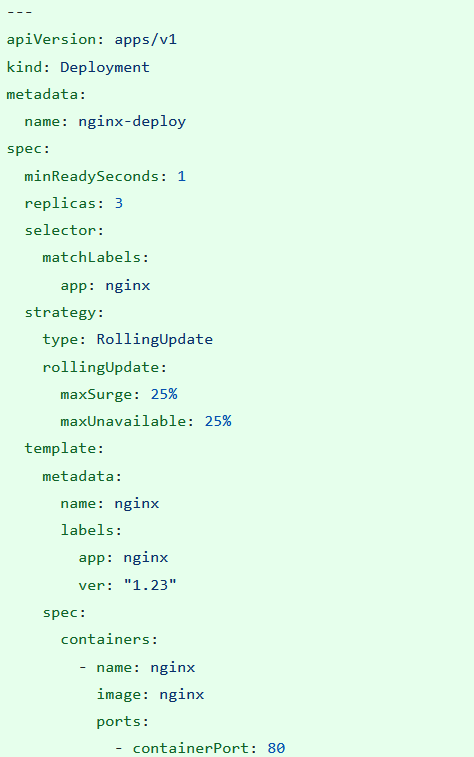 ---
apiVersion: apps/v1
kind: Deployment
metadata:
  name: nginx-deploy
spec:
  minReadySeconds: 1
  replicas: 3
  selector:
    matchLabels:
      app: nginx
  strategy:
    type: RollingUpdate
    rollingUpdate:
      maxSurge: 25%
      maxUnavailable: 25%
  template:
    metadata:
      name: nginx
      labels:
        app: nginx
        ver: "1.23"
    spec:
      containers:
        - name: nginx
          image: nginx
          ports:
            - containerPort: 80